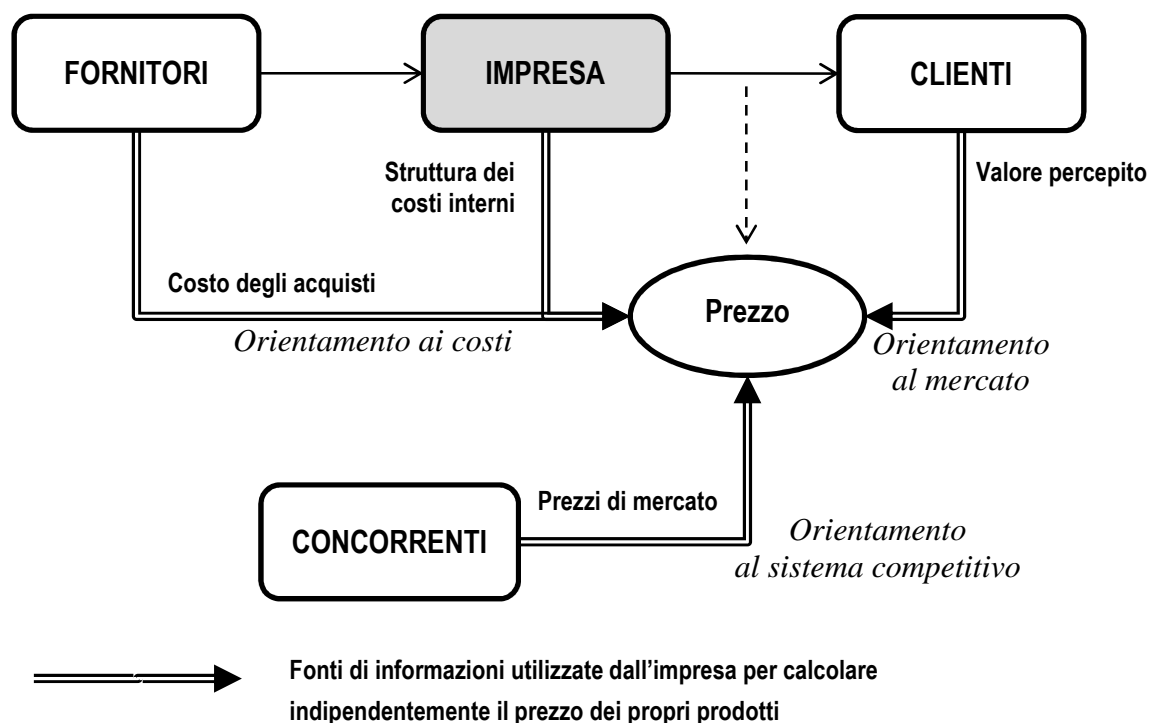 FORNITORI
IMPRESA
CLIENTI
Struttura dei
costi interni
Valore percepito
Costo degli acquisti
Prezzo
Orientamento ai costi
Orientamento
al mercato
Prezzi di mercato
CONCORRENTI
Orientamento
al sistema competitivo
Fonti di informazioni utilizzate dall’impresa per calcolare
indipendentemente il prezzo dei propri prodotti